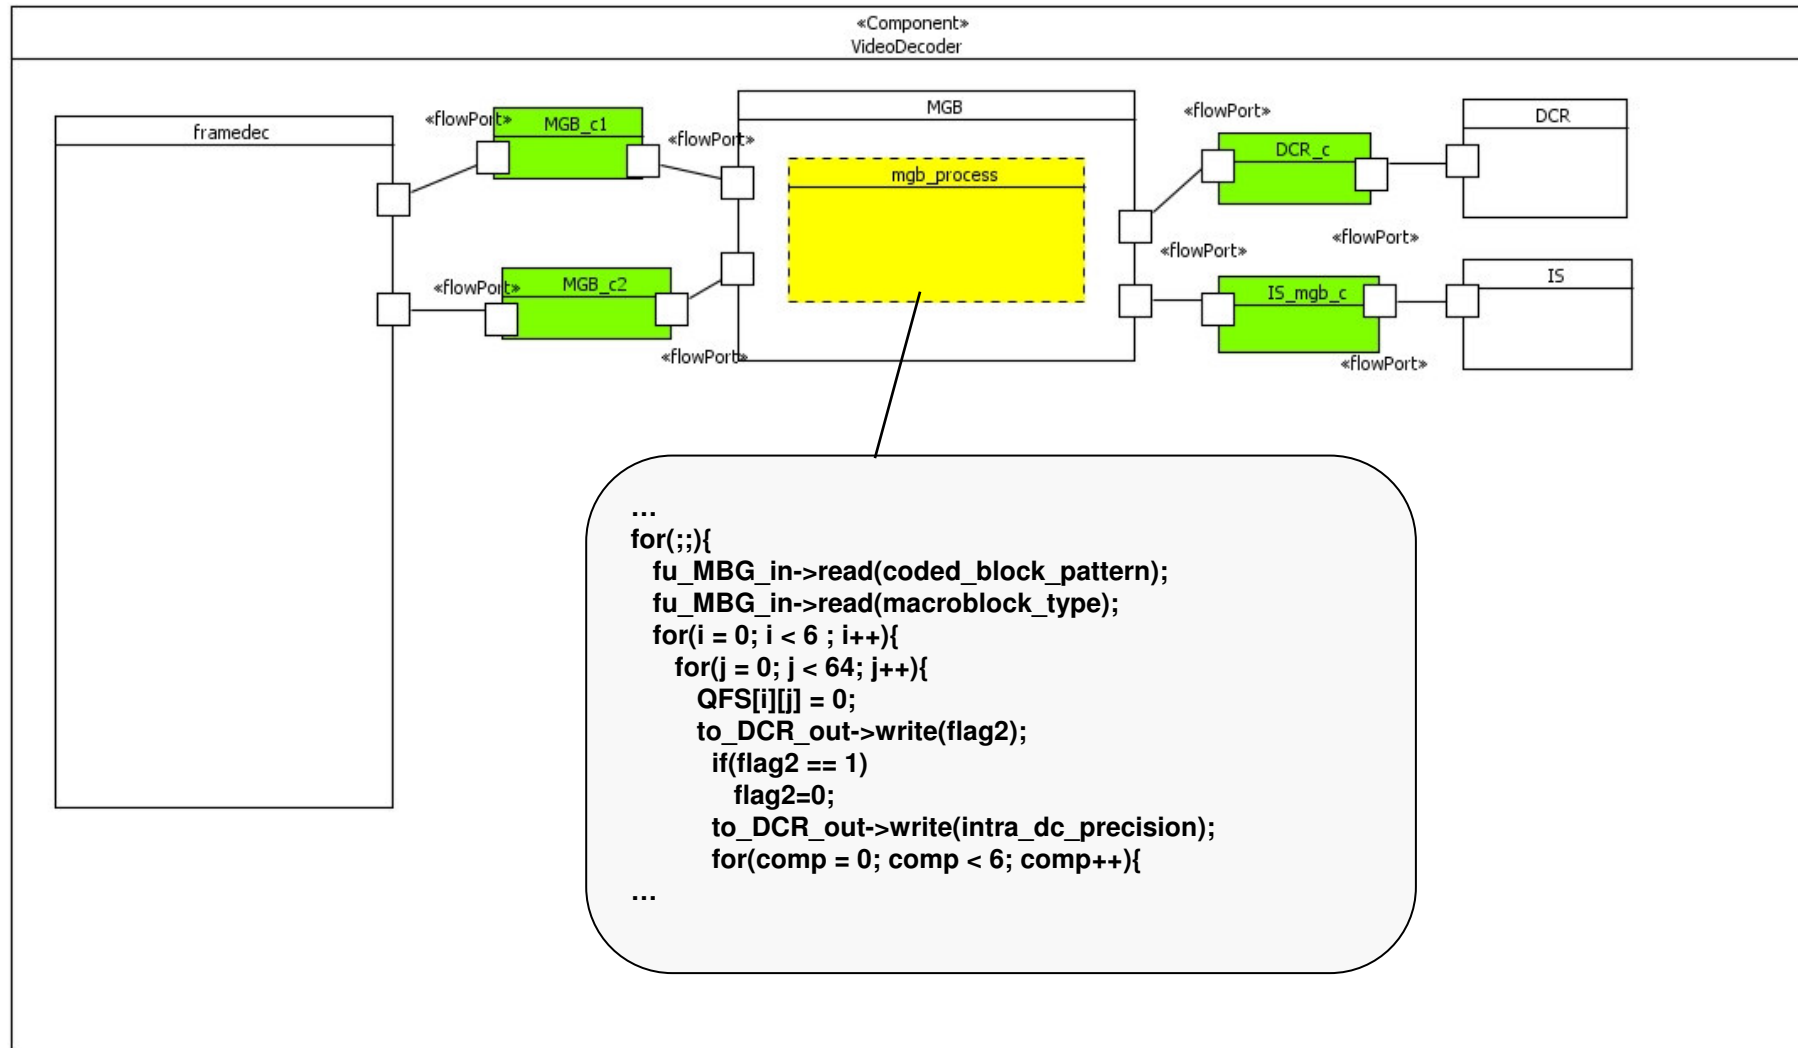 «Component»
VideoDecoder
framedec
«flowPort»
MGB_c1
«flowPort»
«flowPort»
MGB_c2
«flowPort»
MGB
mgb_process
«flowPort»
DCR_c
«flowPort»
DCR
«flowPort»
IS_mgb_c
«flowPort»
IS
...
for(;;){
fu_MBG_in->read(coded_block_pattern);
fu_MBG_in->read(macroblock_type);
for(i = 0; i < 6 ; i++){
for(j = 0; j < 64; j++){
QFS[i][j] = 0;
to_DCR_out->write(flag2);
if(flag2 == 1)
flag2=0;
to_DCR_out->write(intra_dc_precision);
for(comp = 0; comp < 6; comp++){
...